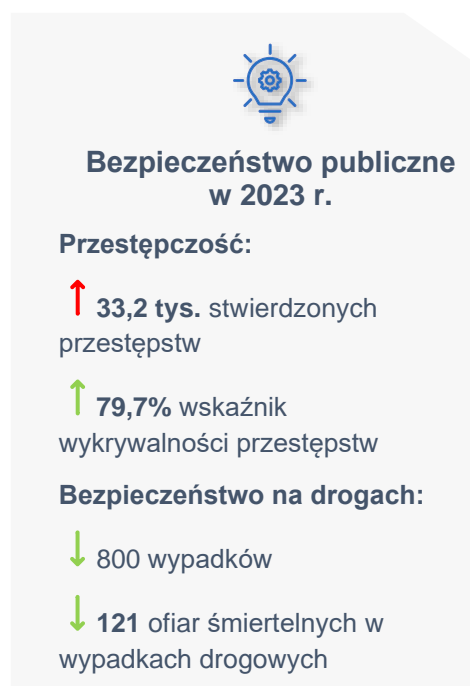 Bezpieczeństwo publiczne
w 2023 r.
Przestępczość:
↑ 33,2 tys. stwierdzonych
przestępstw
↑ 79,7% wskaźnik
wykrywalności przestępstw
Bezpieczeństwo na drogach:
↓ 800 wypadków
↓ 121 ofiar śmiertelnych w
wypadkach drogowych